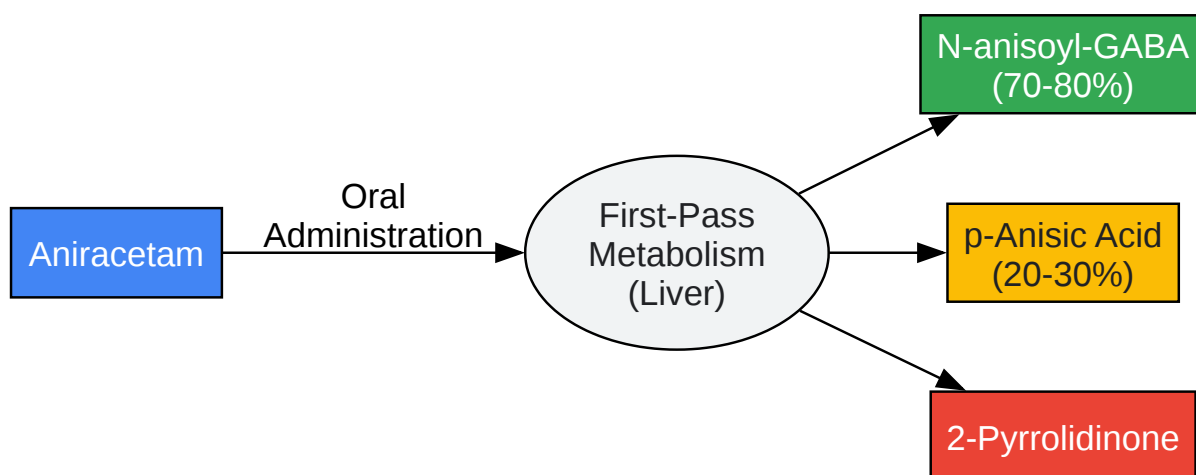 Aniracetam
Oral
Administration
First-Pass
Metabolism
(Liver)
N-anisoyl-GABA
(70-80%)
p-Anisic Acid
(20-30%)
2-Pyrrolidinone